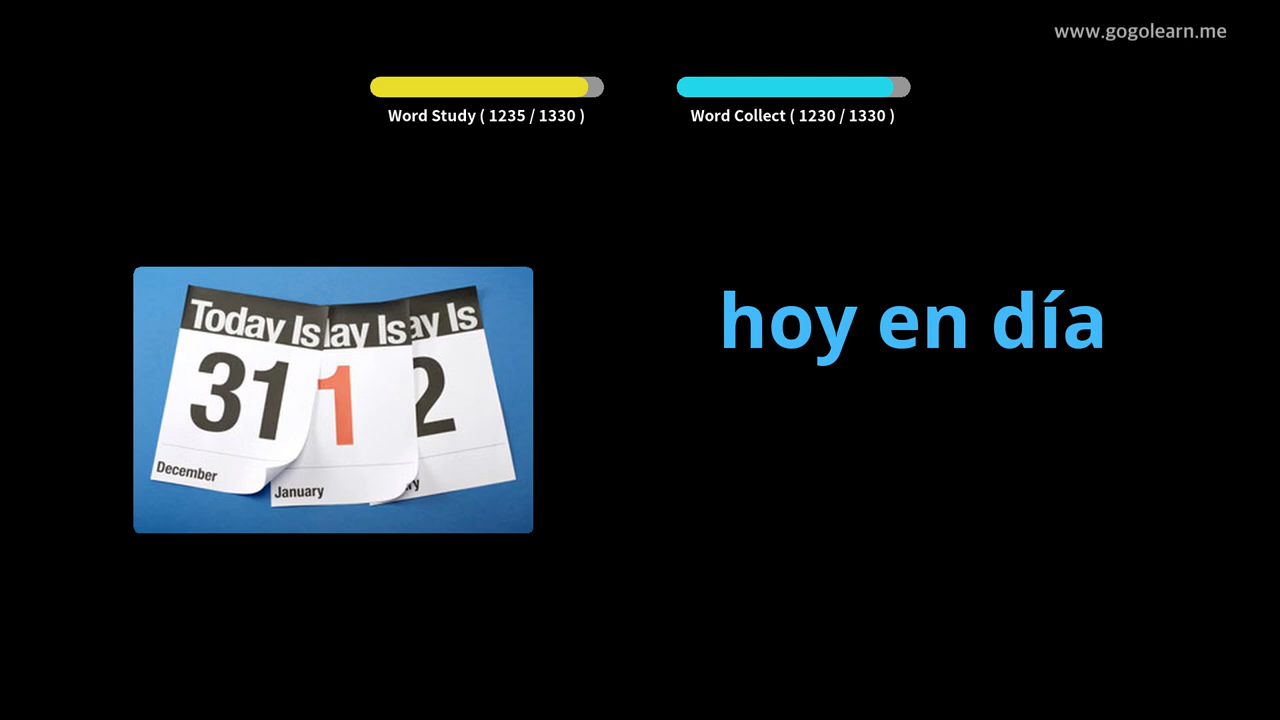 www.gogolearn.me
Word Study ( 1235 / 1330 )
Word Collect ( 1230 / 1330 )
hoy en día
Today Is
ay Is
ay Is
31
1
2
December
January
ry